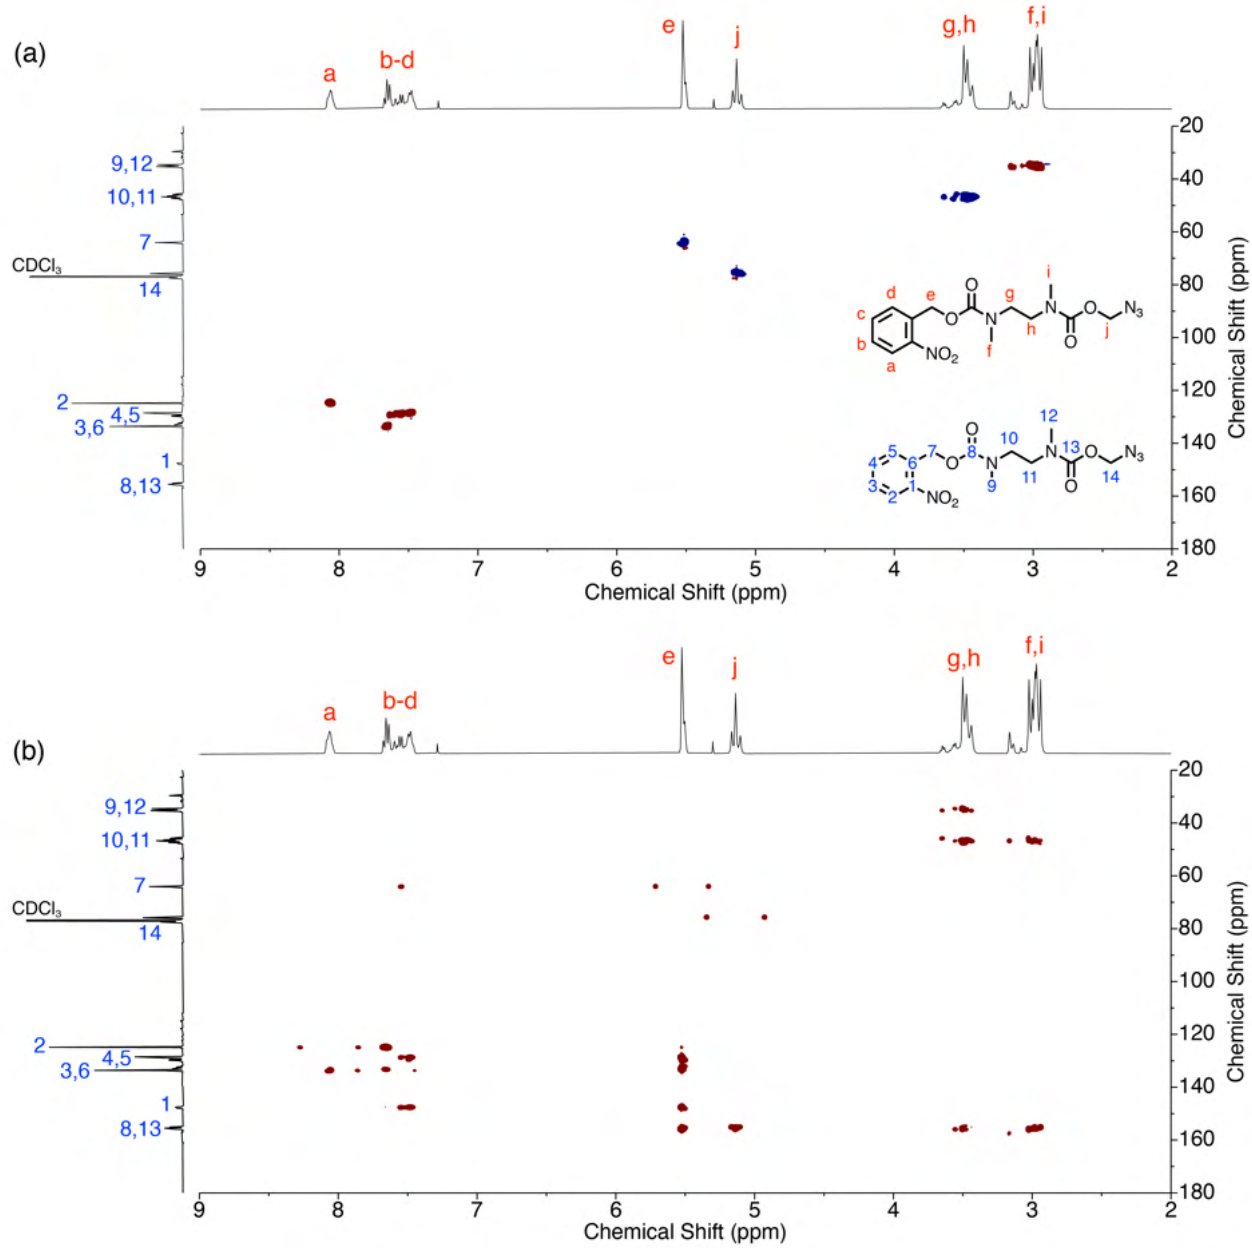 (a)
a
b-d
e
j
g,h
f,i
9,12
10,11
7
CDCl3
14
2
4,5
3,6
1
8,13
20
40
60
80
100
120
140
160
180
Chemical Shift (ppm)
9
8
7
6
5
4
3
2
Chemical Shift (ppm)
i
d
e
O
g
c
O
N
N
O
N3
b
NO2
f
h
O
j
a
12
O
10
5
7
8
13
O
N3
4
6
O
N
N
3
1
9
11
O
14
2
NO2
(b)
a
b-d
e
j
g,h
f,i
9,12
10,11
7
CDCl3
14
2
4,5
3,6
1
8,13
20
40
60
80
100
120
140
160
180
Chemical Shift (ppm)
9
8
7
6
5
4
3
2
Chemical Shift (ppm)